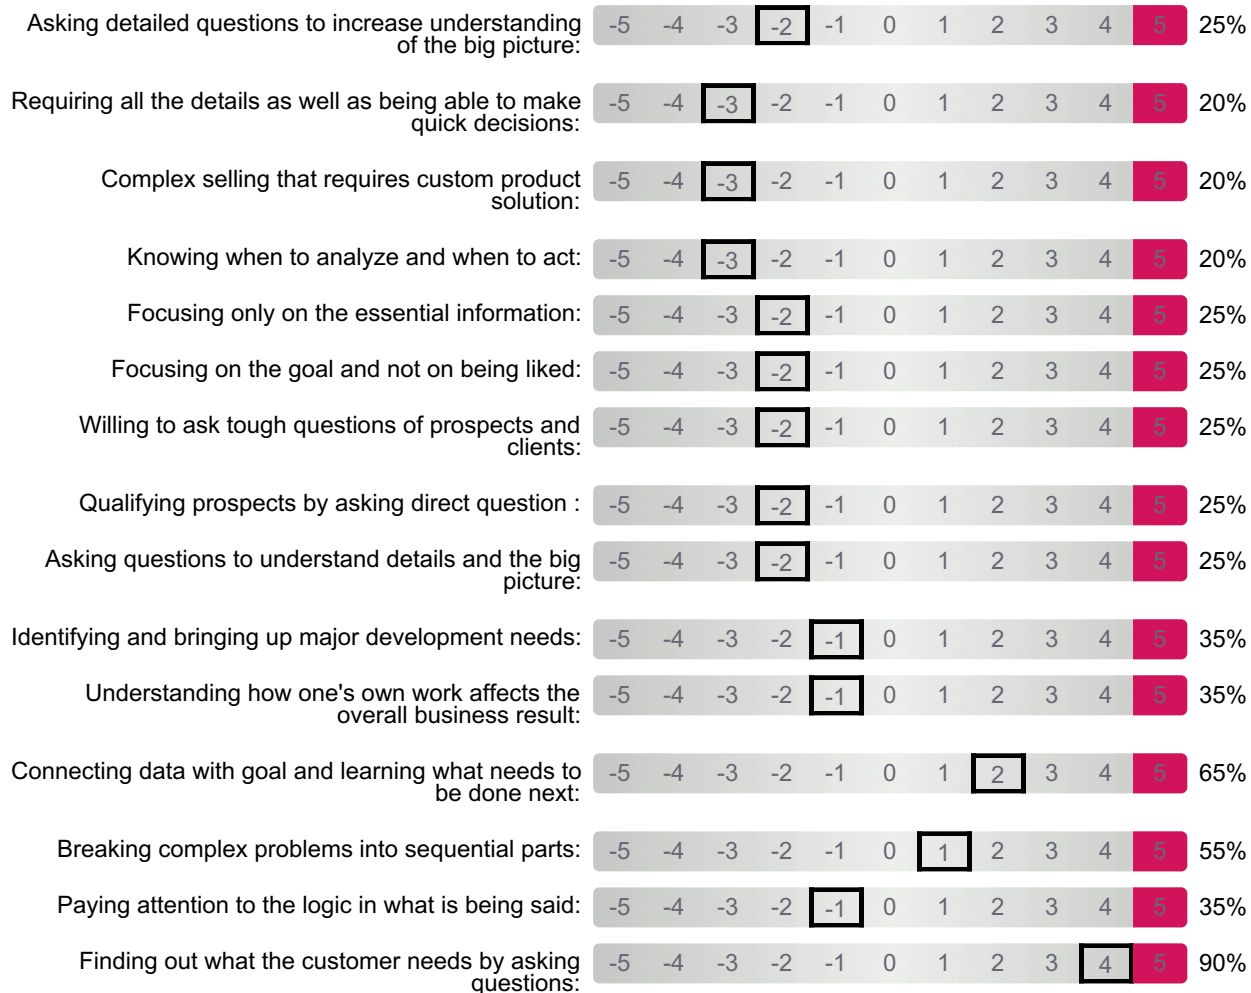 Asking detailed questions to increase understanding
of the big picture:
-5 -4 -3 -2 -1 0 1 2 3 4 5 25%
Requiring all the details as well as being able to make
quick decisions:
-5 -4 -3 -2 -1 0 1 2 3 4 5 20%
Complex selling that requires custom product
solution:
-5 -4 -3 -2 -1 0 1 2 3 4 5 20%
Knowing when to analyze and when to act:
-5 -4 -3 -2 -1 0 1 2 3 4 5 20%
Focusing only on the essential information:
-5 -4 -3 -2 -1 0 1 2 3 4 5 25%
Focusing on the goal and not on being liked:
-5 -4 -3 -2 -1 0 1 2 3 4 5 25%
Willing to ask tough questions of prospects and
clients:
-5 -4 -3 -2 -1 0 1 2 3 4 5 25%
Qualifying prospects by asking direct question :
-5 -4 -3 -2 -1 0 1 2 3 4 5 25%
Asking questions to understand details and the big
picture:
-5 -4 -3 -2 -1 0 1 2 3 4 5 25%
Identifying and bringing up major development needs:
-5 -4 -3 -2 -1 0 1 2 3 4 5 35%
Understanding how one's own work affects the
overall business result:
-5 -4 -3 -2 -1 0 1 2 3 4 5 35%
Connecting data with goal and learning what needs to
be done next:
-5 -4 -3 -2 -1 0 1 2 3 4 5 65%
Breaking complex problems into sequential parts:
-5 -4 -3 -2 -1 0 1 2 3 4 5 55%
Paying attention to the logic in what is being said:
-5 -4 -3 -2 -1 0 1 2 3 4 5 35%
Finding out what the customer needs by asking
questions:
-5 -4 -3 -2 -1 0 1 2 3 4 5 90%